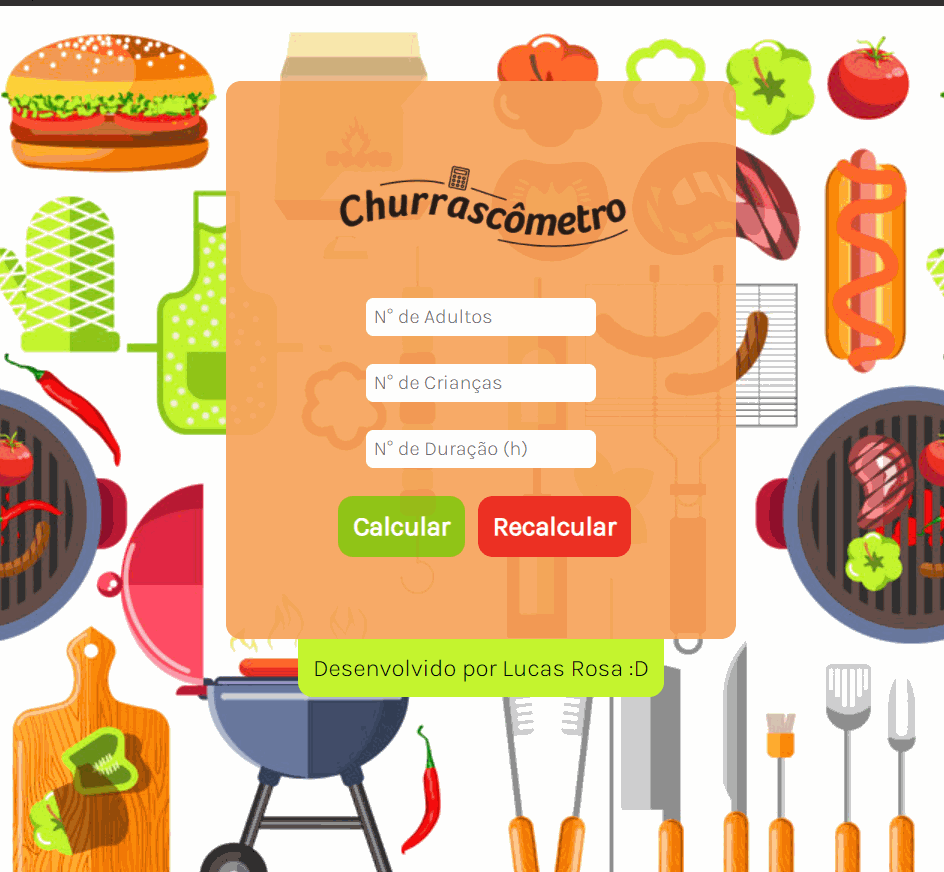 Churrascômetro
N° de Adultos
N° de Crianças
N° de Duração (h)
Calcular Recalcular
Desenvolvido por Lucas Rosa :D